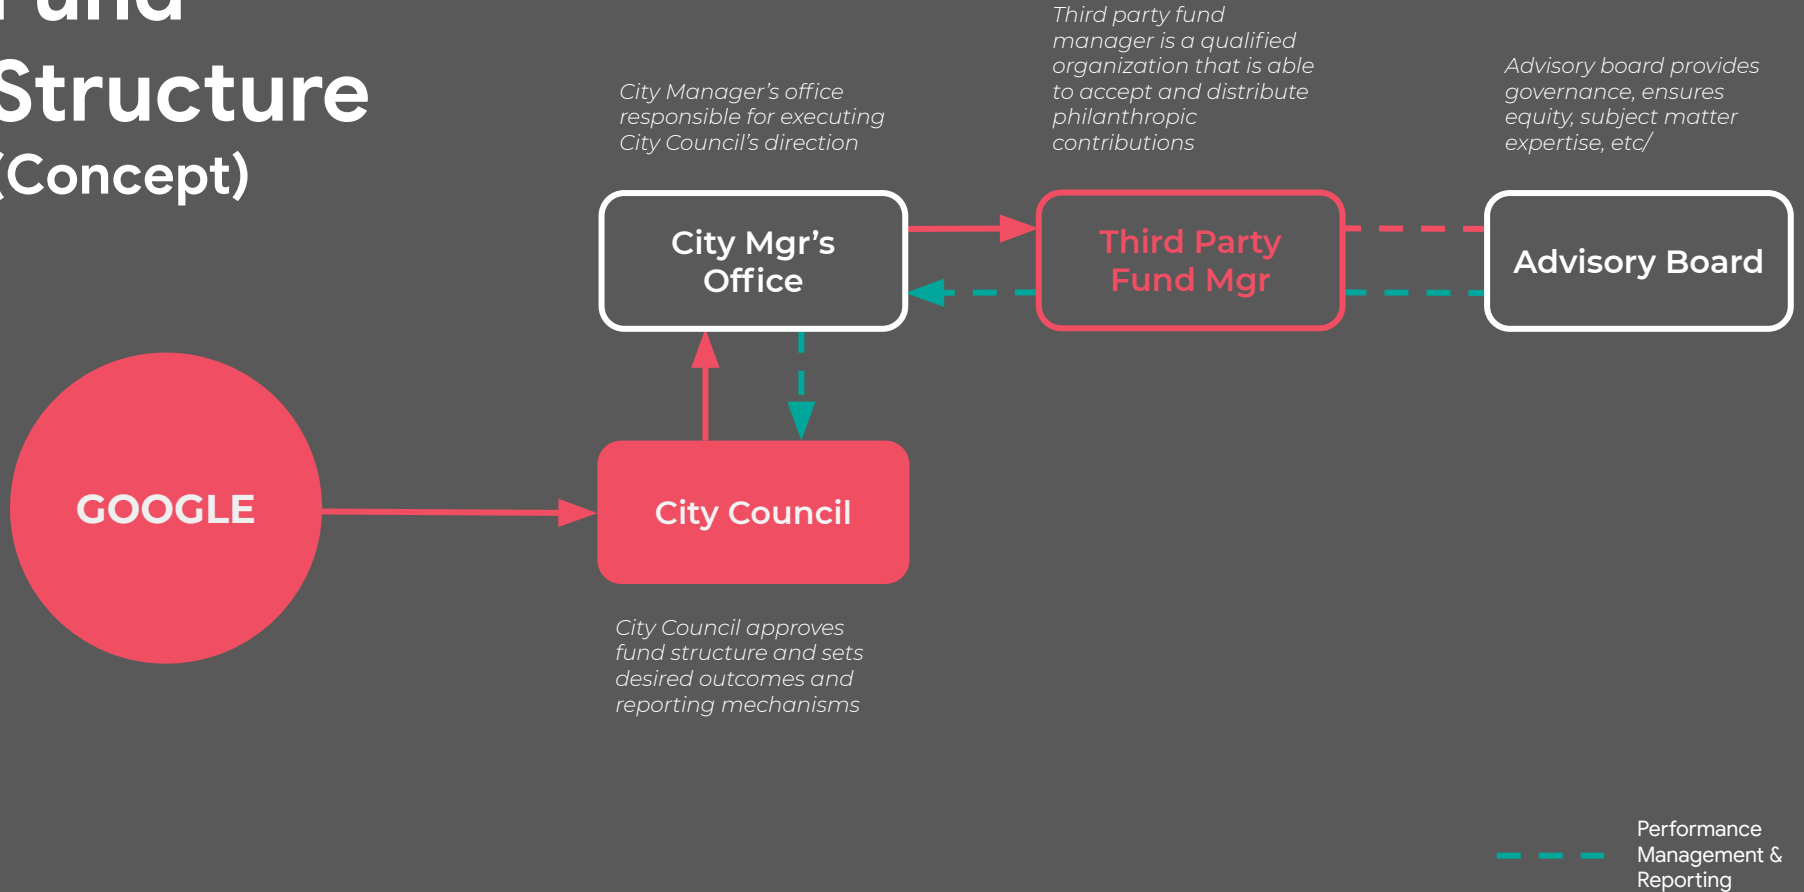 Fund
Structure
(Concept)
City Manager's office
responsible for executing
City Council's direction
Third party fund
manager is a qualified
organization that is able
to accept and distribute
philanthropic
contributions
Advisory board provides
governance, ensures
equity, subject matter
expertise, etc/
City Mgr's
Office
Third Party
Fund Mgr
Advisory Board
GOOGLE
City Council
City Council approves
fund structure and sets
desired outcomes and
reporting mechanisms
Performance
Management &
Reporting